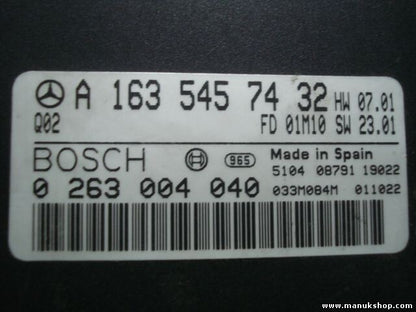 A 163 545 74 32 HW 07.01
Q02 FD 01M10 SW 23.01
BOSCH 965 Made in Spain
5104 08791 19022
0 263 004 040 033M084M 011022
www.manukshop.com